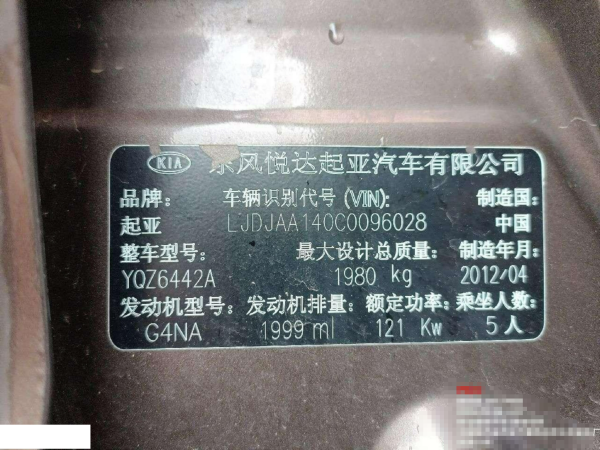 KIA 东风悦达起亚汽车有限公司
品牌: 车辆识别代号 (VIN): 制造国:
起亚 LJDJAA140C0096028 中国
整车型号: 最大设计总质量: 制造年月:
YQZ6442A 1980 kg 2012/04
发动机型号: 发动机排量: 额定功率: 乘坐人数:
G4NA 1999 ml 121 Kw 5人